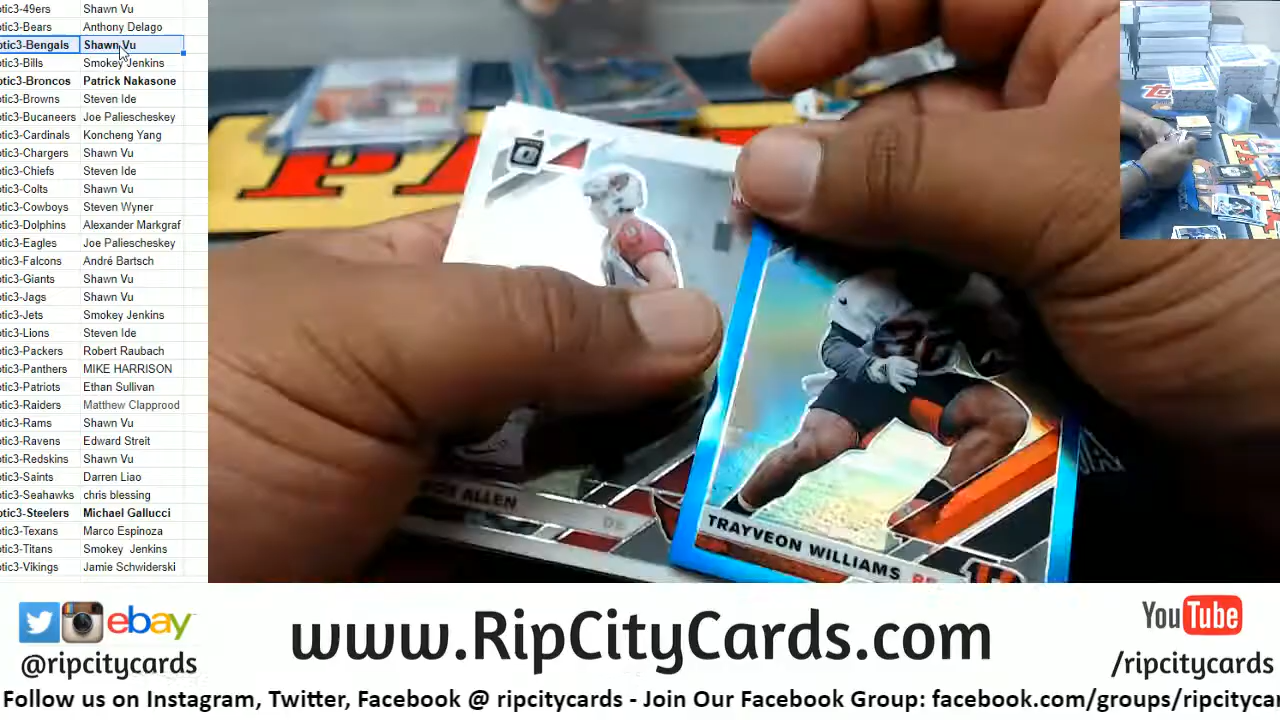 otic3-49ers Shawn Vu
otic3-Bears Anthony Delago
otic3-Bengals Shawn Vu
otic3-Bills Smokey Jenkins
otic3-Broncos Patrick Nakasone
otic3-Browns Steven Ide
otic3-Bucaneers Joe Paliescheskey
otic3-Cardinals Koncheng Yang
otic3-Chargers Shawn Vu
otic3-Chiefs Steven Ide
otic3-Colts Shawn Vu
otic3-Cowboys Steven Wyner
otic3-Dolphins Alexander Markgraf
otic3-Eagles Joe Paliescheskey
otic3-Falcons André Bartsch
otic3-Giants Shawn Vu
otic3-Jags Shawn Vu
otic3-Jets Smokey Jenkins
otic3-Lions Steven Ide
otic3-Packers Robert Raubach
otic3-Panthers MIKE HARRISON
otic3-Patriots Ethan Sullivan
otic3-Raiders Matthew Clapprood
otic3-Rams Shawn Vu
otic3-Ravens Edward Streit
otic3-Redskins Shawn Vu
otic3-Saints Darren Liao
otic3-Seahawks chris blessing
otic3-Steelers Michael Gallucci
otic3-Texans Marco Espinoza
otic3-Titans Smokey Jenkins
otic3-Vikings Jamie Schwiderski
ALLEN
TRAYVEON WILLIAMS
ebay
@ripcitycards
www.RipCityCards.com
YouTube
/ripcitycards
Follow us on Instagram, Twitter, Facebook @ ripcitycards - Join Our Facebook Group: facebook.com/groups/ripcityca